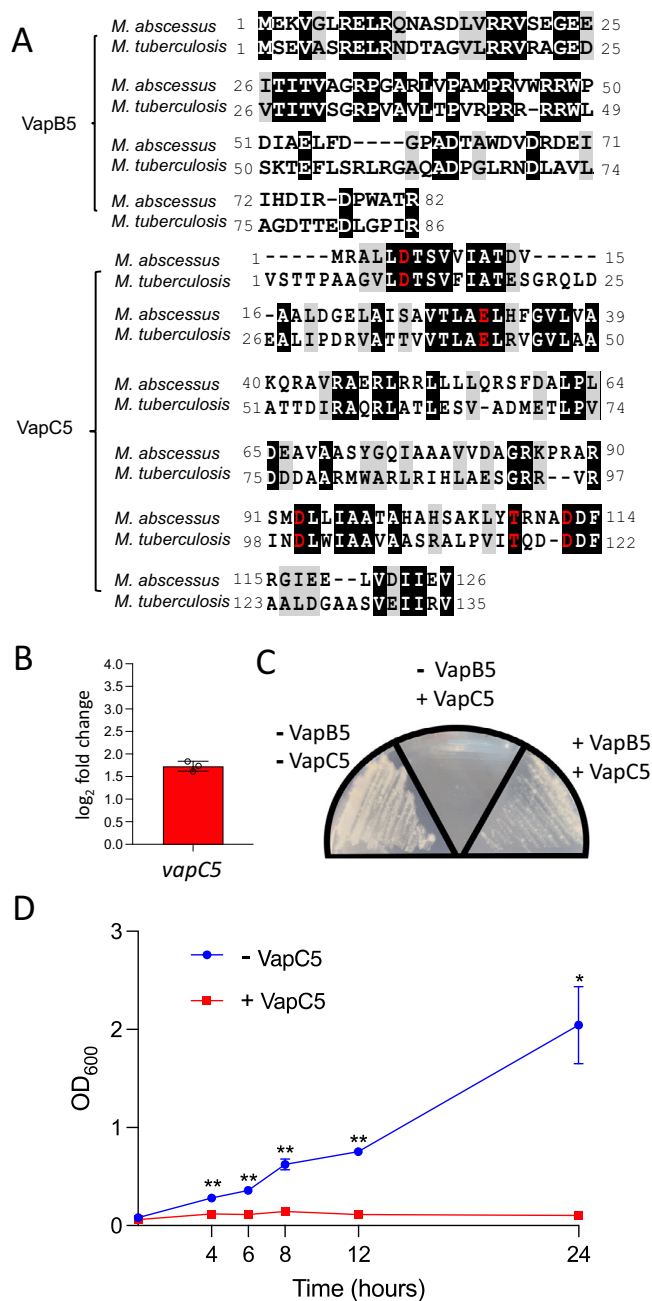 A
VapB5
M. abscessus 1 MEKVGLRELRQNASDLVRRVSEGEE 25
M. tuberculosis 1 MSEVASRELRNDTAGVLRRVRAGED 25
M. abscessus 26 ITITVAGRPGARLVPAMPRVWRRWP 50
M. tuberculosis 26 VTITVSGRPVAVLTPVRPRR-RRWL 49
M. abscessus 51 DIAELFD----GPADTAWDVDRDEI 71
M. tuberculosis 50 SKTEFLSRLRGAQADPGLRNDLAVL 74
M. abscessus 72 IHDIR-DPWATR 82
M. tuberculosis 75 AGDTTEDLGPIR 86
VapC5
M. abscessus 1 -----MRALLDTSVVIATDV----- 15
M. tuberculosis 1 VSTTPAAGVLDTSVFIATESGRQLD 25
M. abscessus 16 -AALDGELAISAVTLAELHFGVLVA 39
M. tuberculosis 26 EALIPDRVATTVVTLAELRVGVLAA 50
M. abscessus 40 KQRAVRAERLRRLLLLQRSFDALPL 64
M. tuberculosis 51 ATTDIRAQRLATLESV-ADMETLPV 74
M. abscessus 65 DEAVAASYGQIAAAVVDAGRKPRAR 90
M. tuberculosis 75 DDDAARMWARLRIHLAESGRR--VR 97
M. abscessus 91 SMDLLIAATAHAHSAKLYTRNADDF 114
M. tuberculosis 98 INDLWIAAVAASRALPVITQD-DDF 122
M. abscessus 115 RGIEE--LVDIIEV 126
M. tuberculosis 123 AALDGAASVEIIRV 135
B
log2 fold change
4.0
3.5
3.0
2.5
2.0
1.5
1.0
0.5
0.0
vapC5
C
- VapB5
+ VapC5
- VapB5
- VapC5
+ VapB5
+ VapC5
D
OD600
3
2
1
0
- VapC5
+ VapC5
** ** ** ** *
4 6 8 12 24
Time (hours)